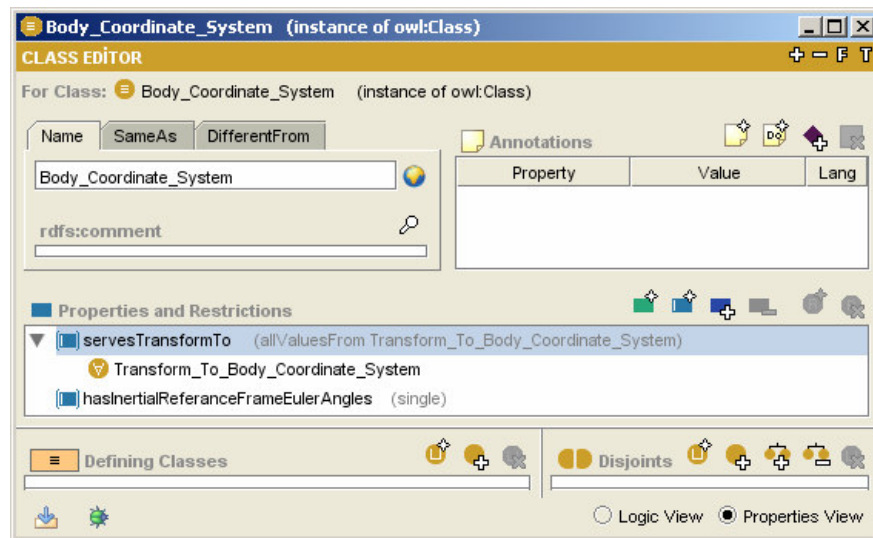 Body_Coordinate_System (instance of owl:Class)
CLASS EDİTOR
F T
For Class: Body_Coordinate_System (instance of owl:Class)
Name SameAs DifferentFrom
Annotations
Body_Coordinate_System
Property Value Lang
rdfs:comment
Properties and Restrictions
servesTransformTo (allValuesFrom Transform_To_Body_Coordinate_System)
Transform_To_Body_Coordinate_System
hasInertialReferanceFrameEulerAngles (single)
Defining Classes
Disjoints
Logic View Properties View